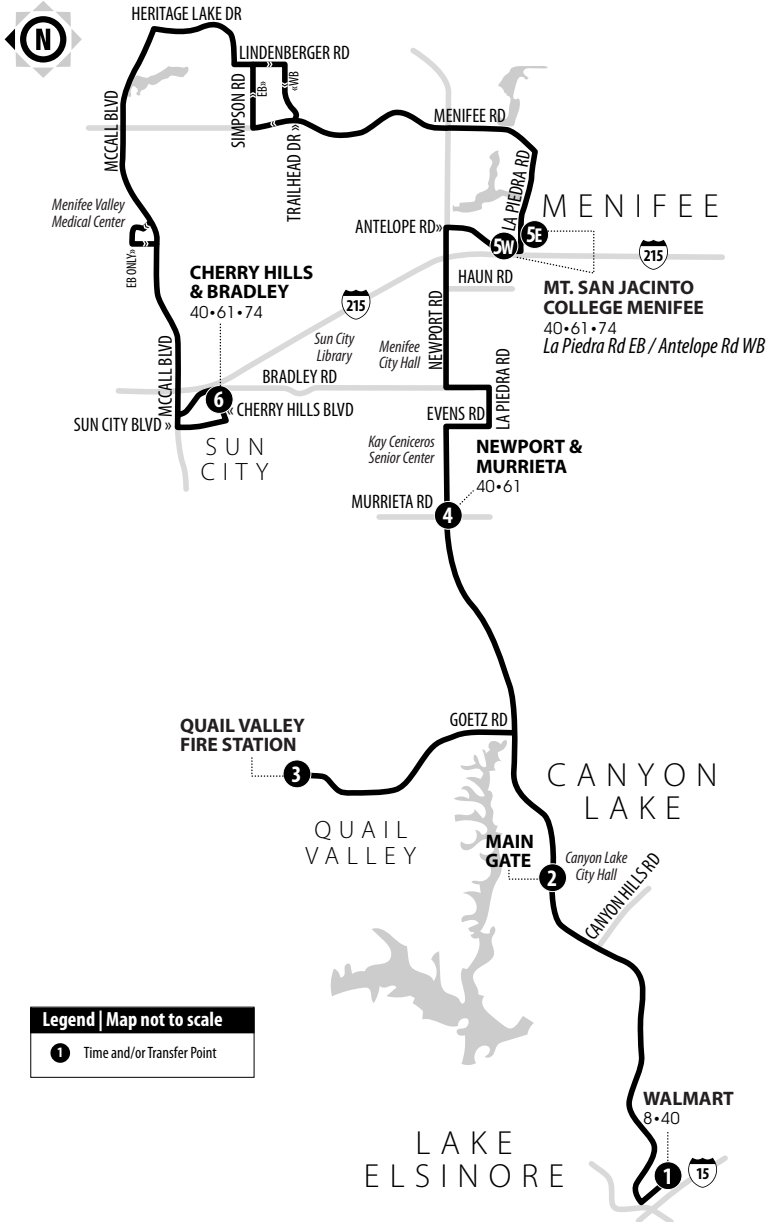 HERITAGE LAKE DR
N
LINDENBERGER RD
SIMPSON RD
EB»
«WB
MCCALL BLVD
TRAILHEAD DR »
MENIFEE RD
LA PIEDRA RD
MENIFEE
Menifee Valley
Medical Center
EB ONLY»
ANTELOPE RD»
5W
5E
215
HAUN RD
CHERRY HILLS
& BRADLEY
40•61•74
215
MT. SAN JACINTO
COLLEGE MENIFEE
40•61•74
La Piedra Rd EB / Antelope Rd WB
Sun City
Library
Menifee
City Hall
NEWPORT RD
MCCALL BLVD
BRADLEY RD
LA PIEDRA RD
6
« CHERRY HILLS BLVD
SUN CITY BLVD »
EVENS RD
SUN
CITY
Kay Ceniceros
Senior Center
NEWPORT &
MURRIETA
40•61
MURRIETA RD
4
GOETZ RD
QUAIL VALLEY
FIRE STATION
3
QUAIL
VALLEY
CANYON
LAKE
MAIN
GATE
2
Canyon Lake
City Hall
CANYON HILLS RD
Legend | Map not to scale
1 Time and/or Transfer Point
WALMART
8•40
LAKE
ELSINORE
1
15